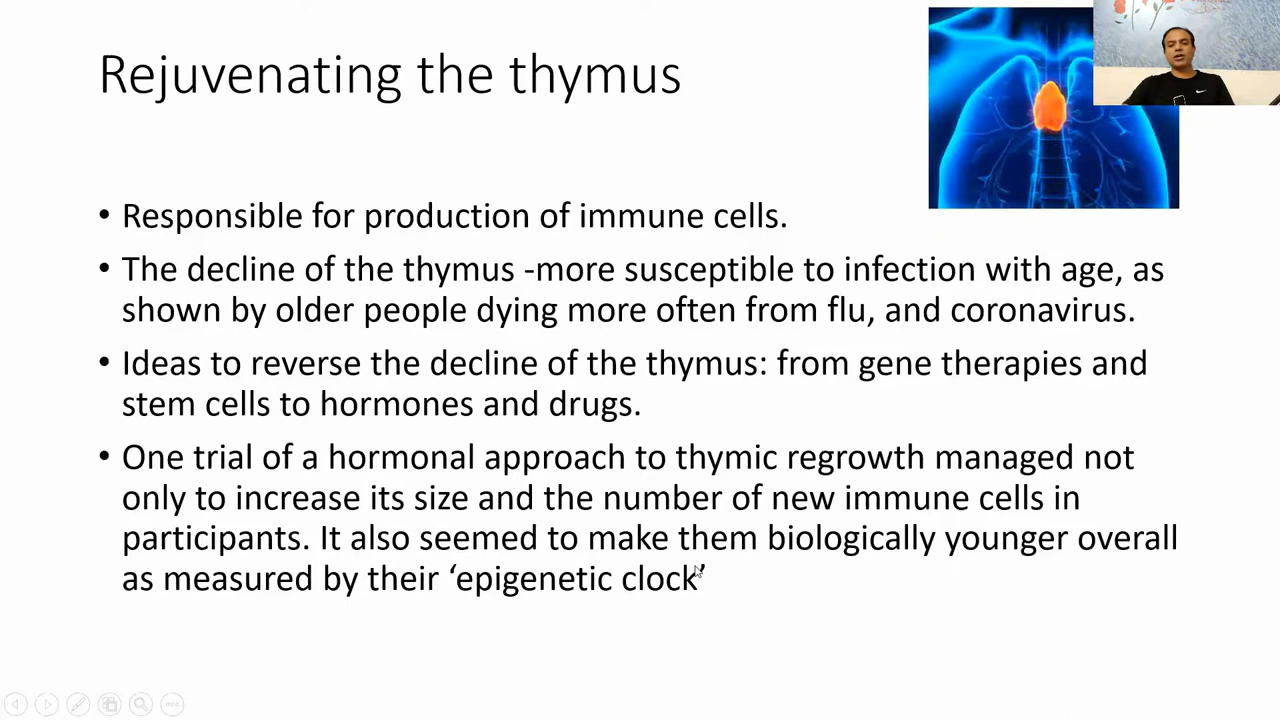 Rejuvenating the thymus
• Responsible for production of immune cells.
• The decline of the thymus -more susceptible to infection with age, as
shown by older people dying more often from flu, and coronavirus.
• Ideas to reverse the decline of the thymus: from gene therapies and
stem cells to hormones and drugs.
• One trial of a hormonal approach to thymic regrowth managed not
only to increase its size and the number of new immune cells in
participants. It also seemed to make them biologically younger overall
as measured by their ‘epigenetic clock’